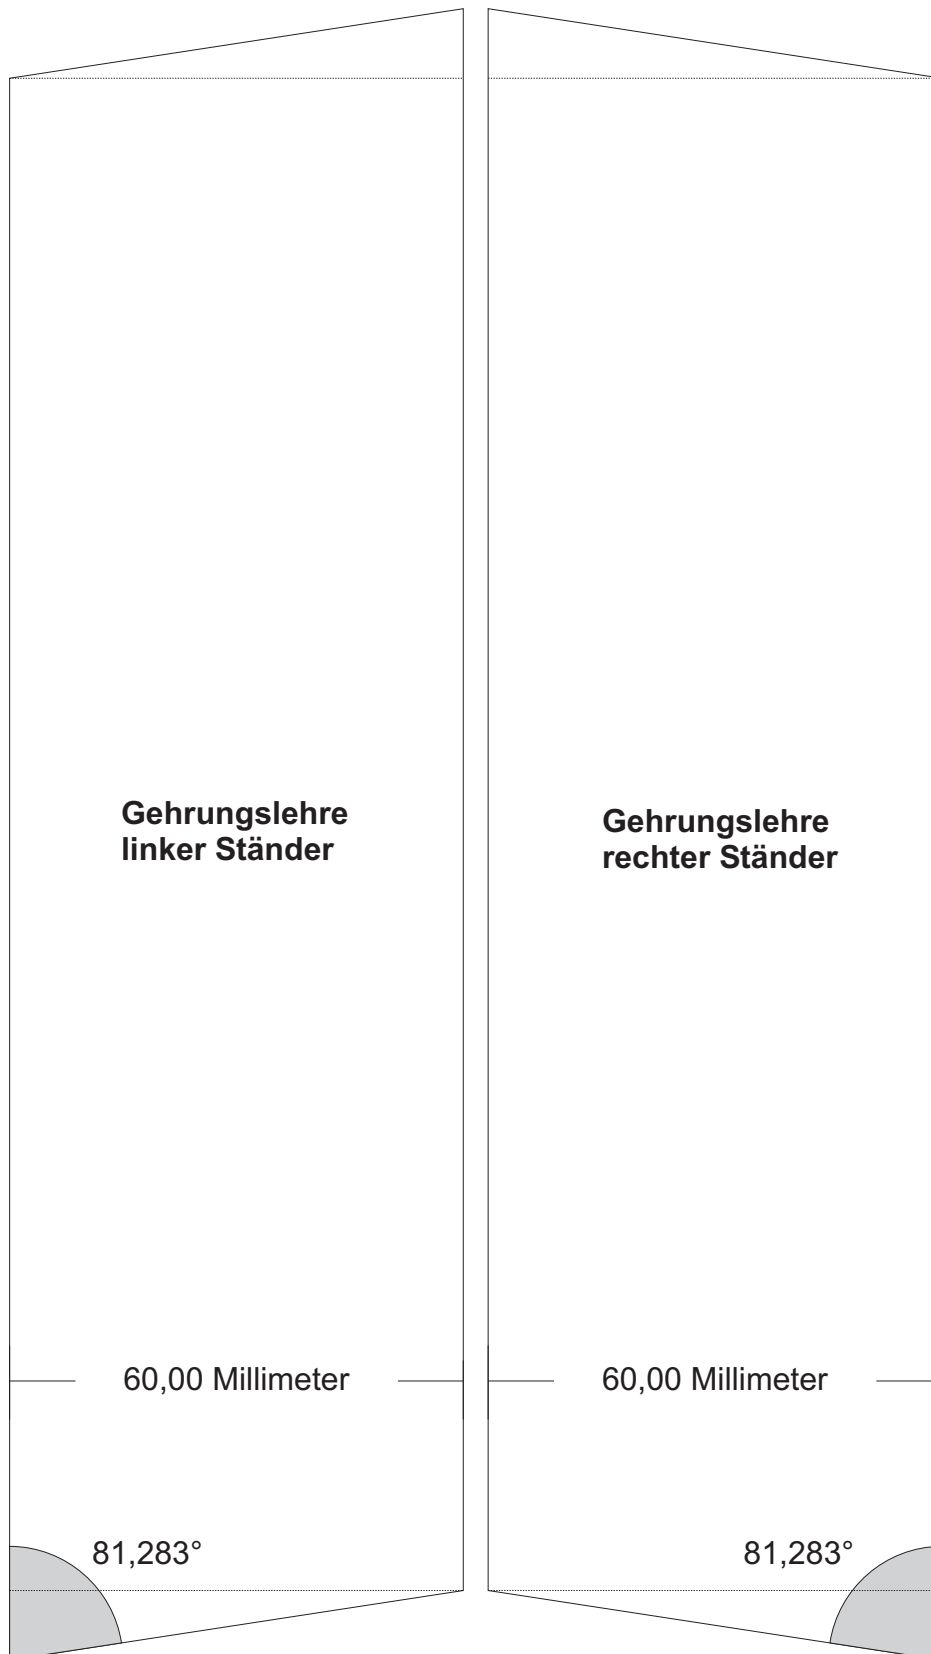 Gehrungslehre
linker Ständer
Gehrungslehre
rechter Ständer
60,00 Millimeter
60,00 Millimeter
81,283°
81,283°